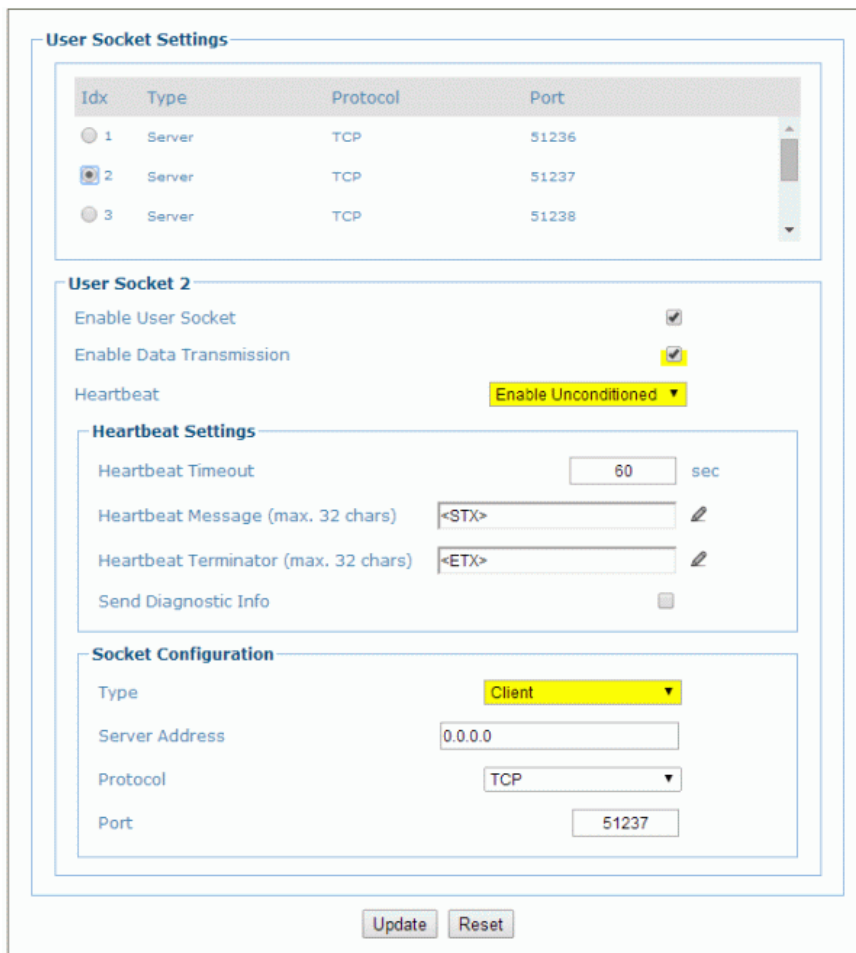 User Socket Settings
Idx Type Protocol Port
1 Server TCP 51236
2 Server TCP 51237
3 Server TCP 51238
User Socket 2
Enable User Socket
Enable Data Transmission
Heartbeat Enable Unconditioned
Heartbeat Settings
Heartbeat Timeout 60 sec
Heartbeat Message (max. 32 chars) <STX>
Heartbeat Terminator (max. 32 chars) <ETX>
Send Diagnostic Info
Socket Configuration
Type Client
Server Address 0.0.0.0
Protocol TCP
Port 51237
Update Reset